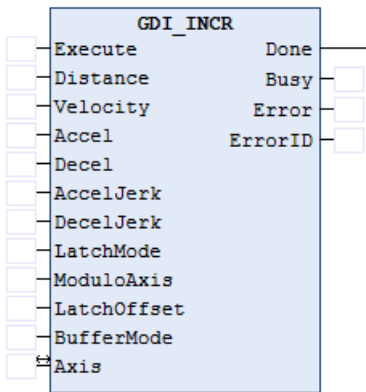 GDI_INCR
Execute Done
Distance Busy
Velocity Error
Accel ErrorID
Decel
AccelJerk
DecelJerk
LatchMode
ModuloAxis
LatchOffset
BufferMode
Axis